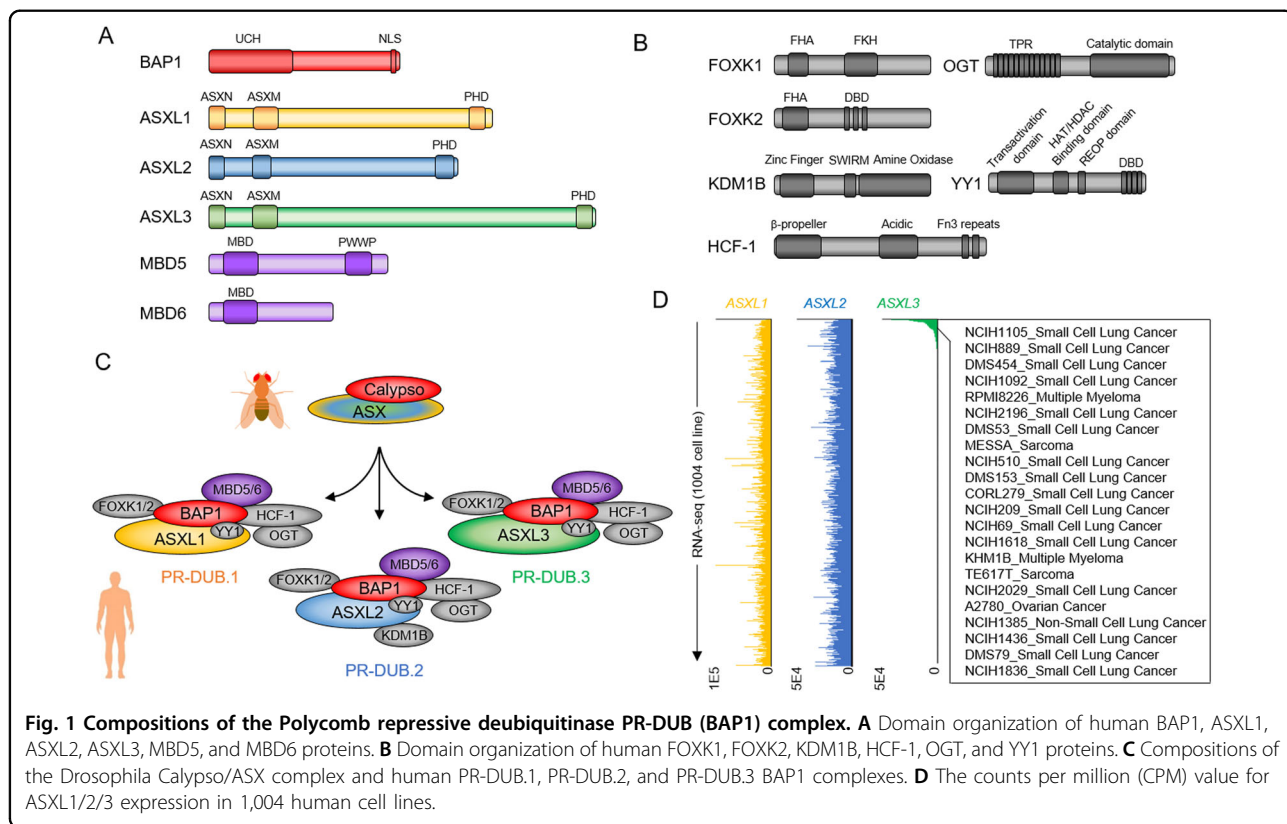 A
UCH
NLS
BAP1
ASXN
ASXM
PHD
ASXL1
ASXN
ASXM
PHD
ASXL2
ASXN
ASXM
PHD
ASXL3
MBD
PWWP
MBD5
MBD
MBD6
B
FHA
FKH
FOXK1
FHA
DBD
FOXK2
Zinc Finger
SWIRM
Amine Oxidase
KDM1B
β-propeller
Acidic
Fn3 repeats
HCF-1
TPR
Catalytic domain
OGT
Transactivation
domain
HAT/HDAC
Binding domain
REOP domain
DBD
YY1
C
Calypso
ASX
MBD5/6
FOXK1/2
BAP1
HCF-1
YY1
ASXL1
OGT
PR-DUB.1
MBD5/6
FOXK1/2
BAP1
HCF-1
YY1
ASXL3
OGT
PR-DUB.3
MBD5/6
FOXK1/2
BAP1
HCF-1
YY1
ASXL2
OGT
KDM1B
PR-DUB.2
D
ASXL1
ASXL2
ASXL3
RNA-seq (1004 cell line)
1E5
0
5E4
0
5E4
0
NCIH1105_Small Cell Lung Cancer
NCIH889_Small Cell Lung Cancer
DMS454_Small Cell Lung Cancer
NCIH1092_Small Cell Lung Cancer
RPMI8226_Multiple Myeloma
NCIH2196_Small Cell Lung Cancer
DMS53_Small Cell Lung Cancer
MESSA_Sarcoma
NCIH510_Small Cell Lung Cancer
DMS153_Small Cell Lung Cancer
CORL279_Small Cell Lung Cancer
NCIH209_Small Cell Lung Cancer
NCIH69_Small Cell Lung Cancer
NCIH1618_Small Cell Lung Cancer
KHM1B_Multiple Myeloma
TE617T_Sarcoma
NCIH2029_Small Cell Lung Cancer
A2780_Ovarian Cancer
NCIH1385_Non-Small Cell Lung Cancer
NCIH1436_Small Cell Lung Cancer
DMS79_Small Cell Lung Cancer
NCIH1836_Small Cell Lung Cancer
Fig. 1 Compositions of the Polycomb repressive deubiquitinase PR-DUB (BAP1) complex. A Domain organization of human BAP1, ASXL1,
ASXL2, ASXL3, MBD5, and MBD6 proteins. B Domain organization of human FOXK1, FOXK2, KDM1B, HCF-1, OGT, and YY1 proteins. C Compositions of
the Drosophila Calypso/ASX complex and human PR-DUB.1, PR-DUB.2, and PR-DUB.3 BAP1 complexes. D The counts per million (CPM) value for
ASXL1/2/3 expression in 1,004 human cell lines.